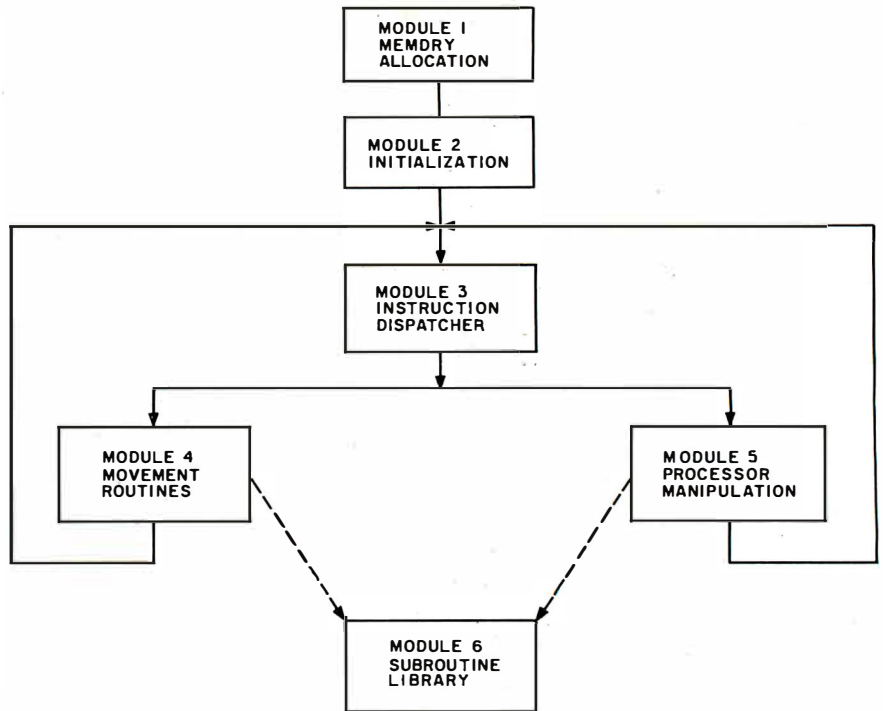 MODULE 1
MEMDRY
ALLOCATION
MODULE 2
INITIALIZATION
MODULE 3
INSTRUCTION
DISPATCHER
MODULE 4
MOVEMENT
ROUTINES
MODULE 5
PROCESSOR
MANIPULATION
MODULE 6
SUBROUTINE
LIBRARY